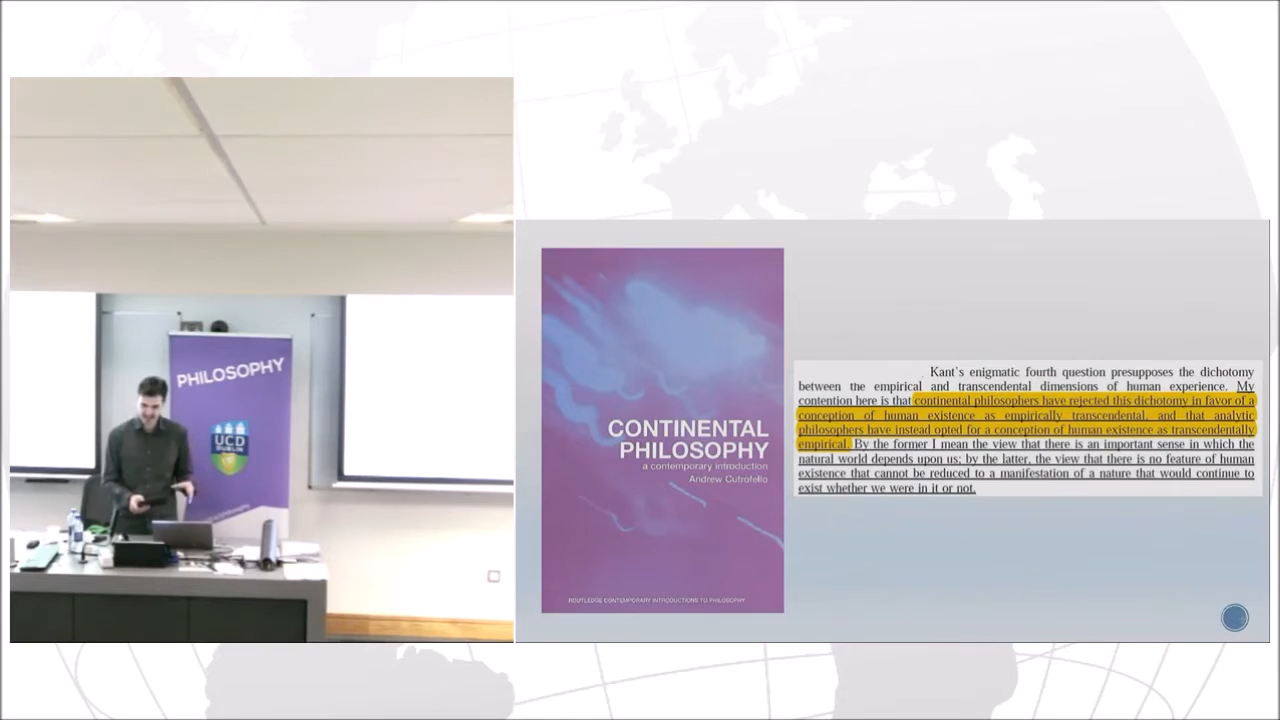 PHILOSOPHY
UCD
DUBLIN
CONTINENTAL
PHILOSOPHY
a contemporary introduction
Andrew Cutrofello
ROUTLEDGE CONTEMPORARY INTRODUCTIONS TO PHILOSOPHY
Kant's enigmatic fourth question presupposes the dichotomy
between the empirical and transcendental dimensions of human experience. My
contention here is that continental philosophers have rejected this dichotomy in favor of a
conception of human existence as empirically transcendental, and that analytic
philosophers have instead opted for a conception of human existence as transcendentally
empirical. By the former I mean the view that there is an important sense in which the
natural world depends upon us; by the latter, the view that there is no feature of human
existence that cannot be reduced to a manifestation of a nature that would continue to
exist whether we were in it or not.